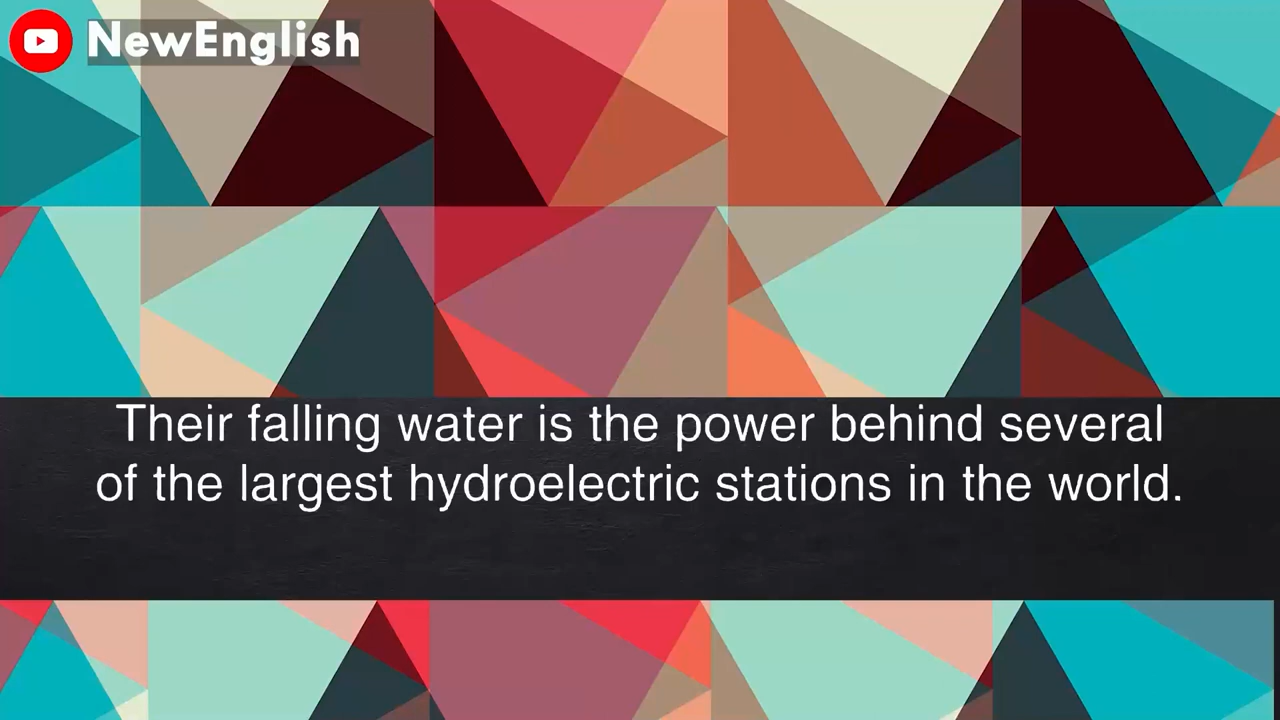 NewEnglish
Their falling water is the power behind several
of the largest hydroelectric stations in the world.